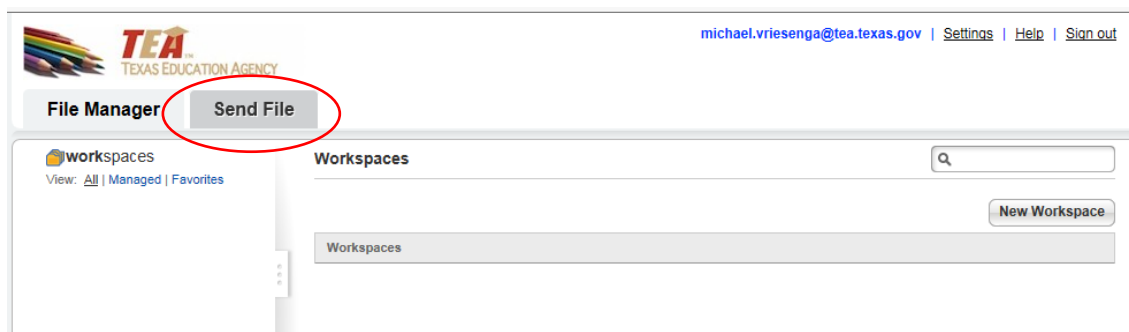 michael.vriesenga@tea.texas.gov | Settings | Help | Sign out
TEA
TEXAS EDUCATION AGENCY
File Manager Send File
workspaces
View: All | Managed | Favorites
Workspaces
New Workspace
Workspaces